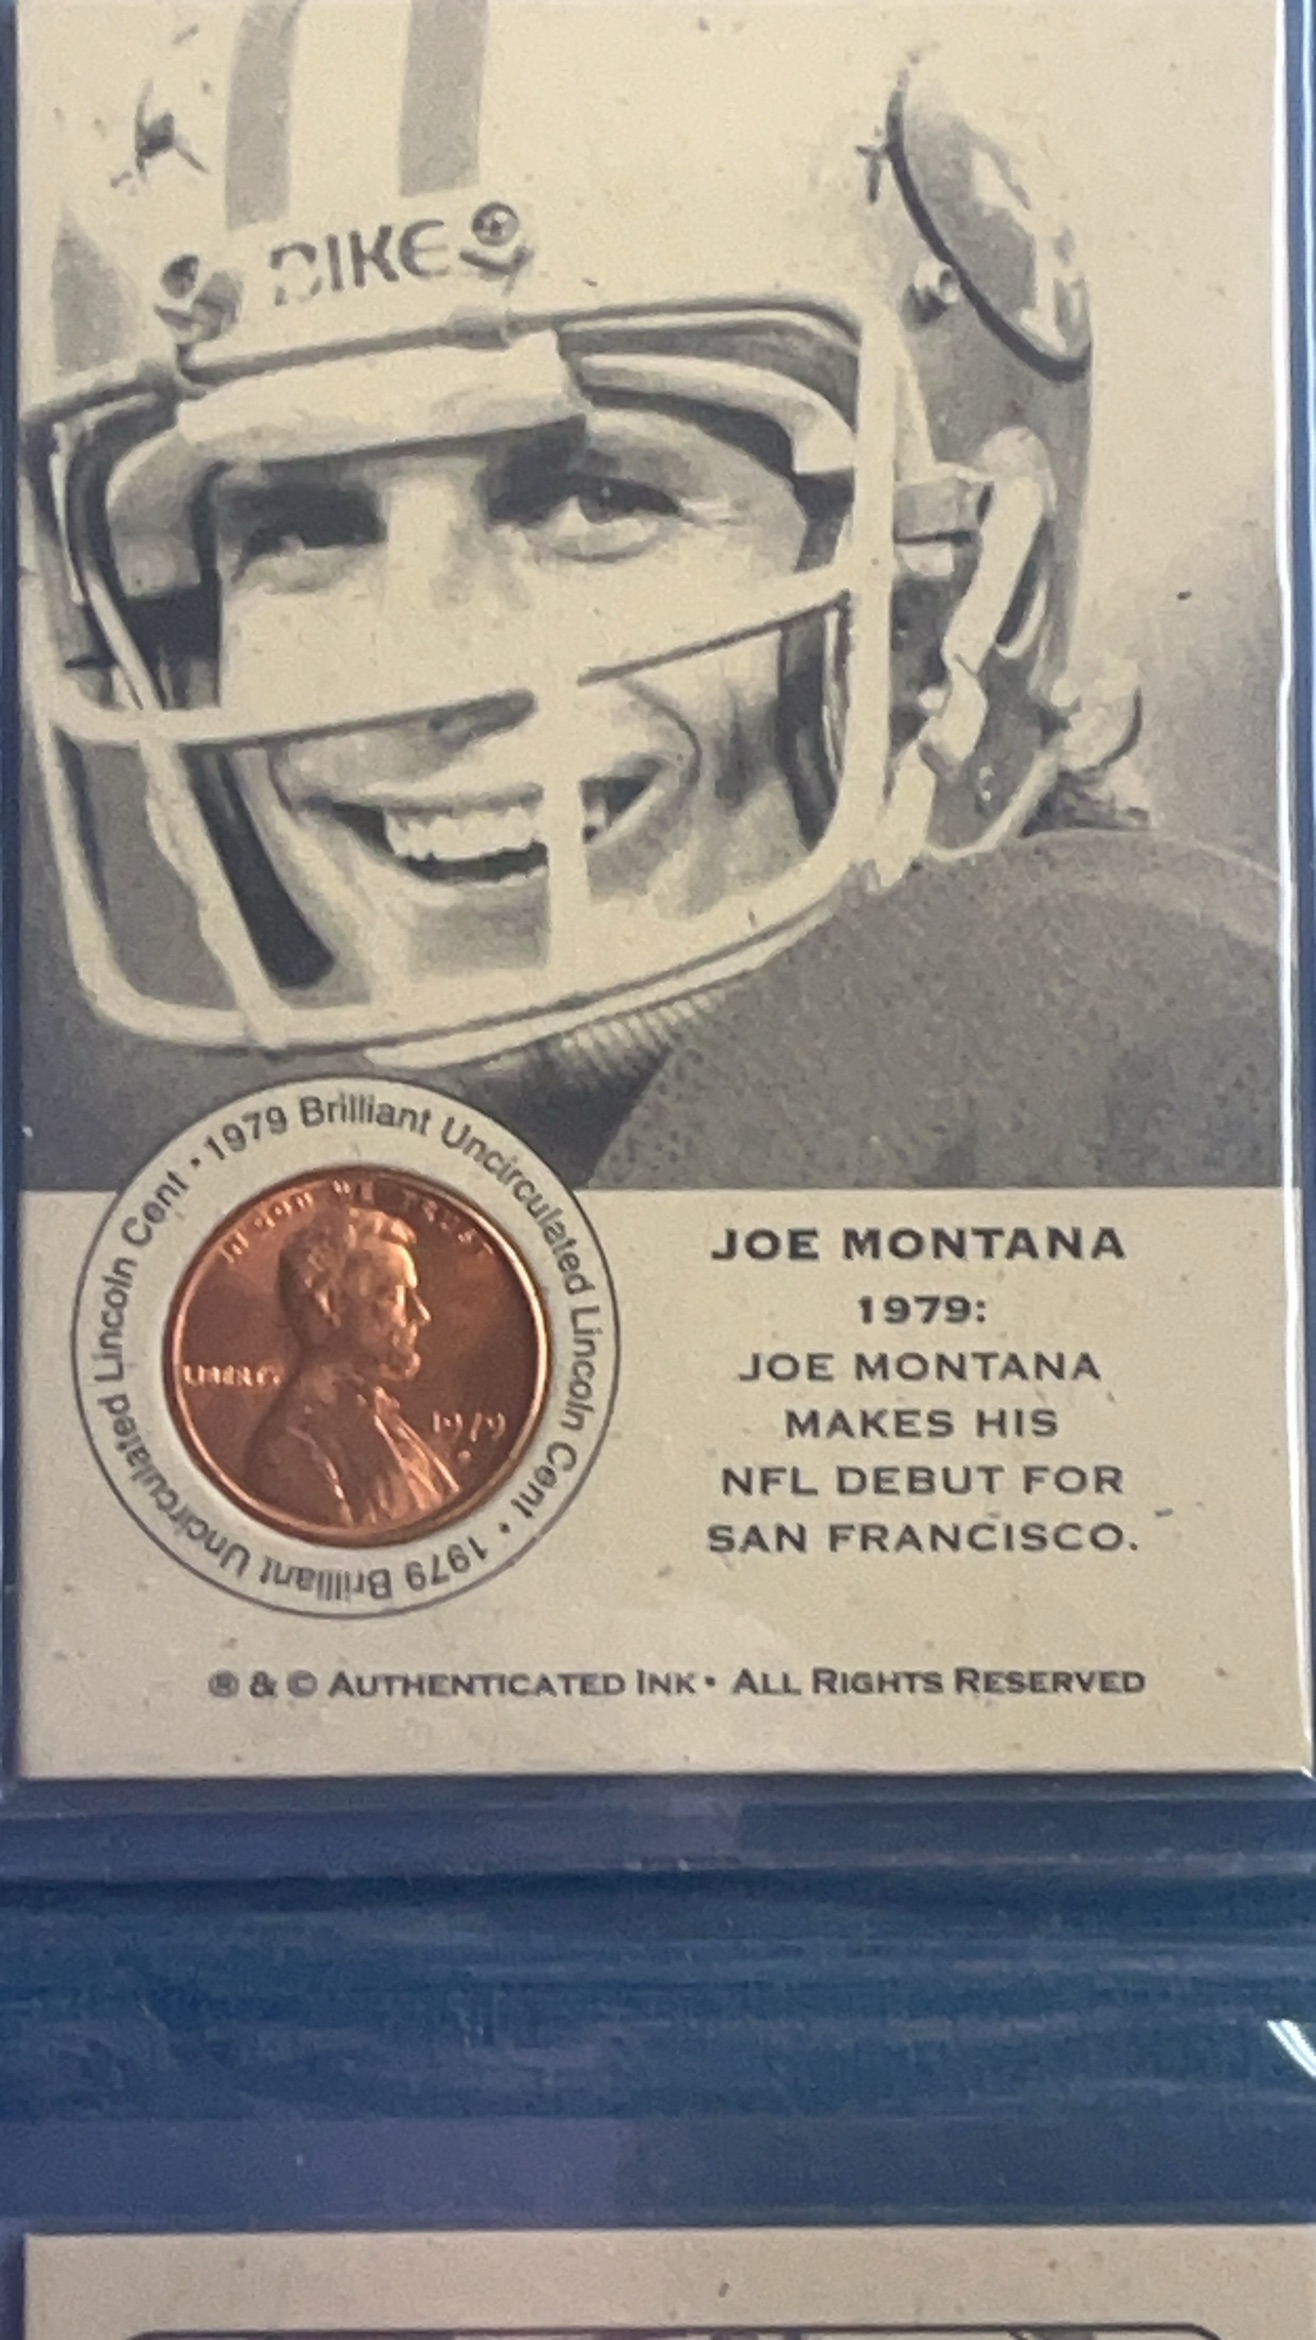 DIKE
1979 Brilliant Uncirculated Lincoln Cent • 1979 Brilliant Uncirculated Lincoln Cent •
IN GOD WE TRUST
LIBERTY
1979
JOE MONTANA
1979:
JOE MONTANA
MAKES HIS
NFL DEBUT FOR
SAN FRANCISCO.
® & © AUTHENTICATED INK • ALL RIGHTS RESERVED